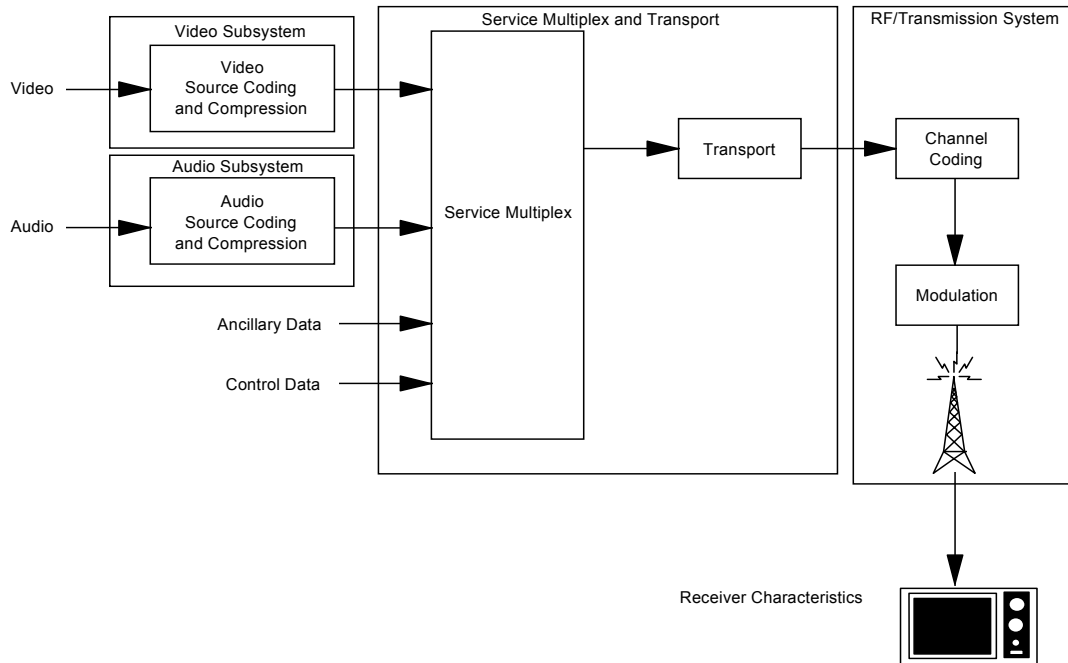 Service Multiplex and Transport
RF/Transmission System
Video Subsystem
Video
Video
Source Coding
and Compression
Audio Subsystem
Audio
Audio
Source Coding
and Compression
Service Multiplex
Transport
Channel
Coding
Modulation
Ancillary Data
Control Data
Receiver Characteristics